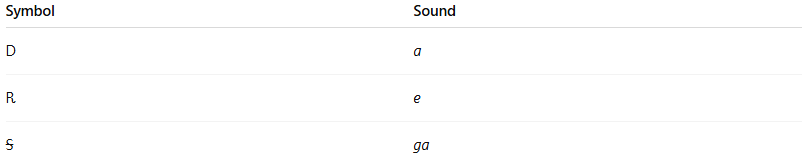 Symbol Sound
Ꭰ a
Ꭱ e
Ꭶ ga